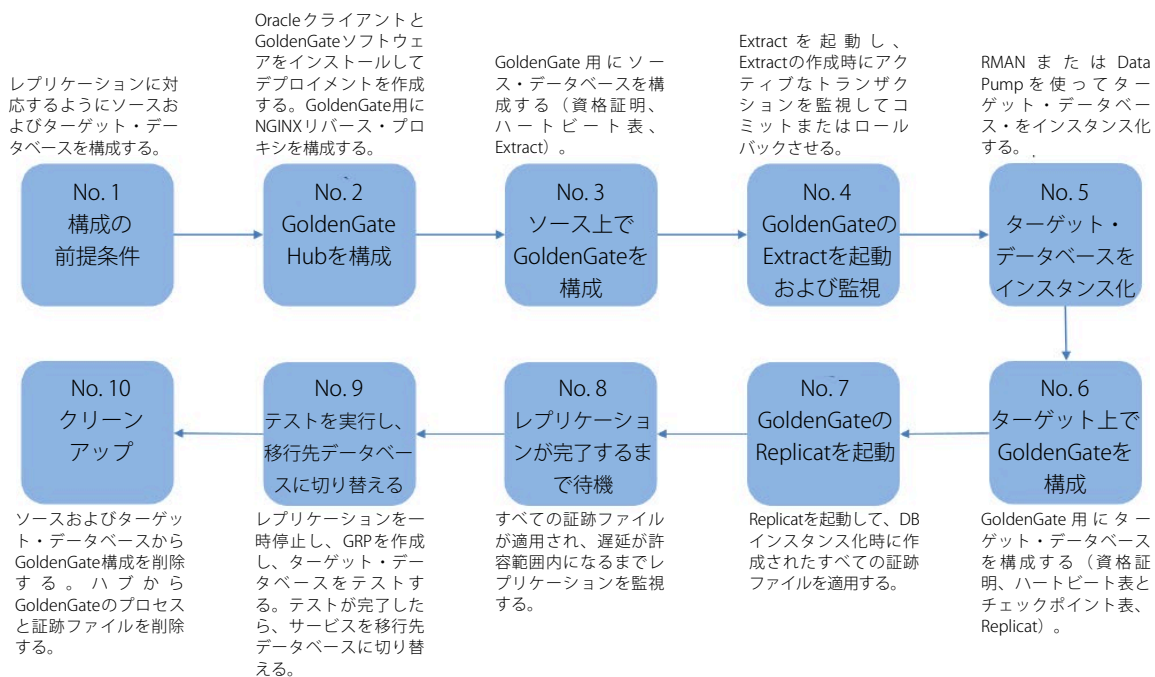 レプリケーションに対
応するようにソースお
よびターゲット・デー
タベースを構成する。
No. 1
構成の
前提条件
Oracleクライアントと
GoldenGateソフトウェ
アをインストールして
デプロイメントを作成
する。GoldenGate用に
NGINXリバース・プロ
キシを構成する。
No. 2
GoldenGate
Hubを構成
GoldenGate 用にソー
ス・データベースを構
成する（資格証明、
ハートビート表、
Extract）。
No. 3
ソース上で
GoldenGateを
構成
Extract を起動し、
Extractの作成時にアク
ティブなトランザク
ションを監視してコ
ミットまたはロール
バックさせる。
No. 4
GoldenGateの
Extractを起動
および監視
RMAN または Data
Pump を使ってター
ゲット・データベー
ス・をインスタンス化
する。
No. 5
ターゲット・
データベースを
インスタンス化
No. 6
ターゲット上で
GoldenGateを
構成
GoldenGate 用にター
ゲット・データベース
を構成する（資格証
明、ハートビート表と
チェックポイント表、
Replicat）。
No. 7
GoldenGateの
Replicatを起動
Replicatを起動して、DB
インスタンス化時に作
成されたすべての証跡
ファイルを適用する。
No. 8
レプリケーショ
ンが完了するま
で待機
すべての証跡ファイル
が適用され、遅延が許
容範囲内になるまでレ
プリケーションを監視
する。
No. 9
テストを実行し、
移行先データベー
スに切り替える
レプリケーションを一
時停止し、GRPを作成
し、ターゲット・デー
タベースをテストす
る。テストが完了した
ら、サービスを移行先
データベースに切り替
える。
No. 10
クリーン
アップ
ソースおよびターゲッ
ト・データベースから
GoldenGate構成を削除
する。ハブから
GoldenGateのプロセス
と証跡ファイルを削除
する。